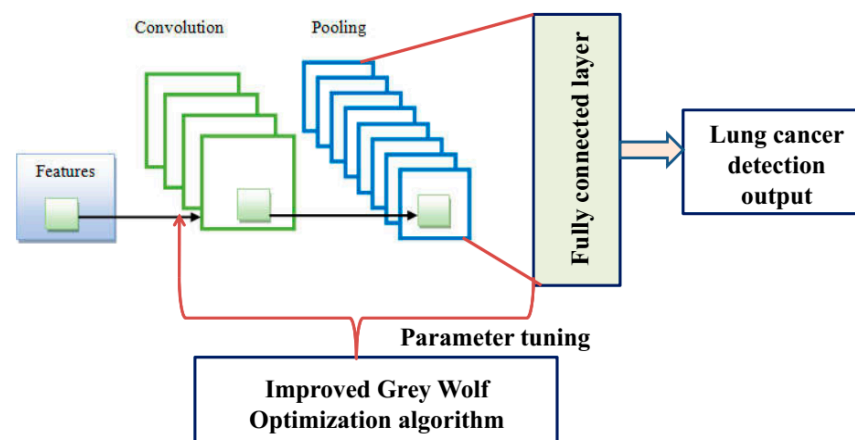 Convolution
Pooling
Features
Fully connected layer
Lung cancer
detection
output
Parameter tuning
Improved Grey Wolf
Optimization algorithm